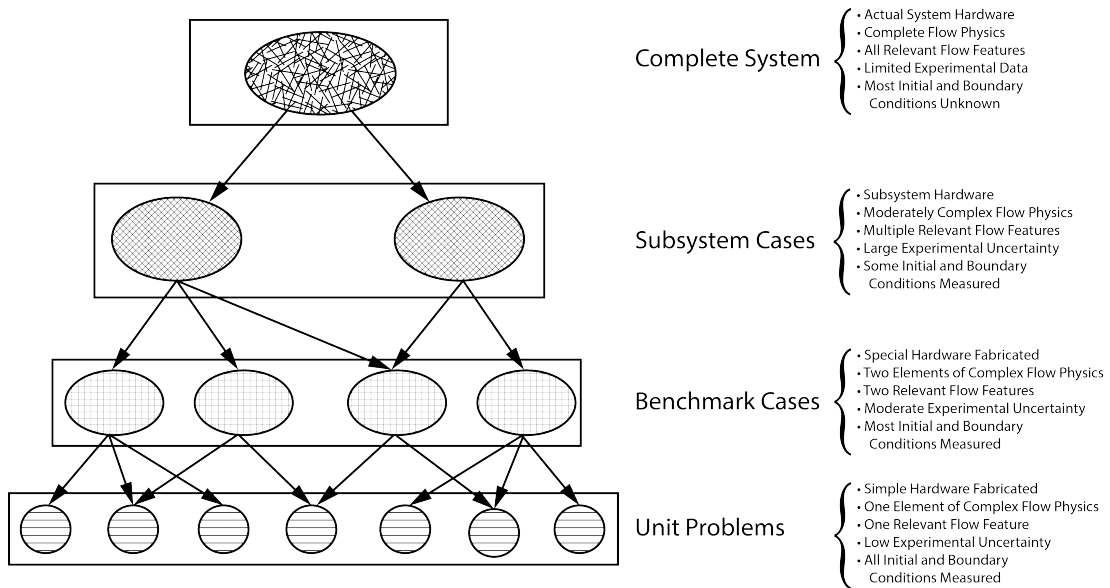 Complete System
• Actual System Hardware
• Complete Flow Physics
• All Relevant Flow Features
• Limited Experimental Data
• Most Initial and Boundary
Conditions Unknown
Subsystem Cases
• Subsystem Hardware
• Moderately Complex Flow Physics
• Multiple Relevant Flow Features
• Large Experimental Uncertainty
• Some Initial and Boundary
Conditions Measured
Benchmark Cases
• Special Hardware Fabricated
• Two Elements of Complex Flow Physics
• Two Relevant Flow Features
• Moderate Experimental Uncertainty
• Most Initial and Boundary
Conditions Measured
Unit Problems
• Simple Hardware Fabricated
• One Element of Complex Flow Physics
• One Relevant Flow Feature
• Low Experimental Uncertainty
• All Initial and Boundary
Conditions Measured